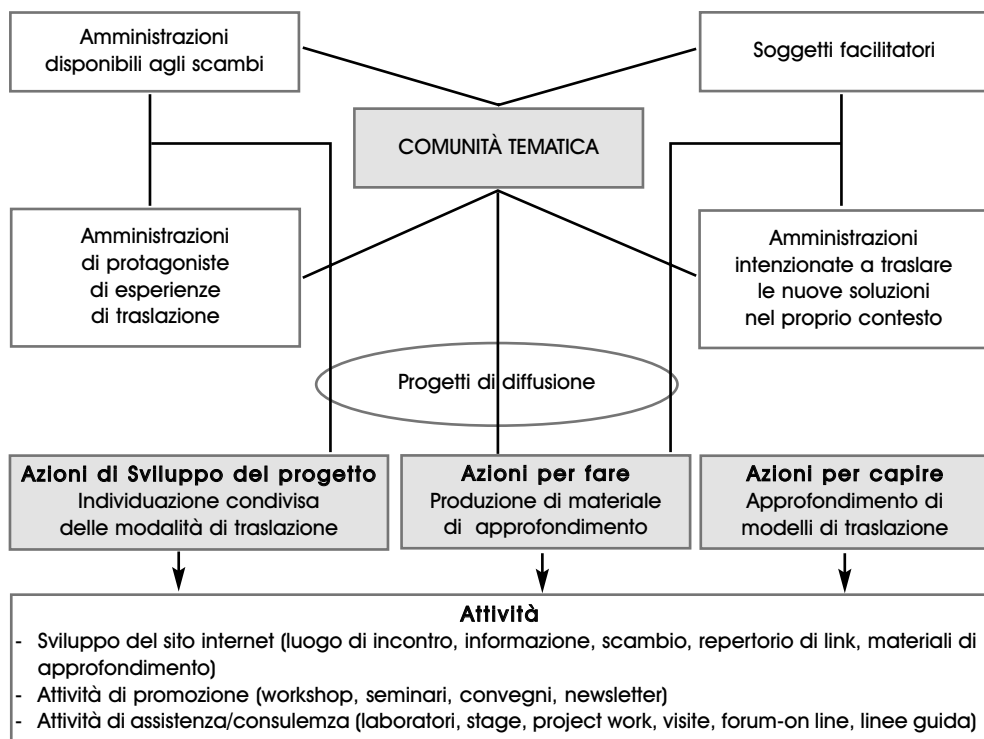 Amministrazioni
disponibili agli scambi
Soggetti facilitatori
COMUNITÀ TEMATICA
Amministrazioni
di protagoniste
di esperienze
di traslazione
Amministrazioni
intenzionate a traslare
le nuove soluzioni
nel proprio contesto
Progetti di diffusione
Azioni di Sviluppo del progetto
Individuazione condivisa
delle modalità di traslazione
Azioni per fare
Produzione di materiale
di approfondimento
Azioni per capire
Approfondimento di
modelli di traslazione
Attività
- Sviluppo del sito internet (luogo di incontro, informazione, scambio, repertorio di link, materiali di
approfondimento)
- Attività di promozione (workshop, seminari, convegni, newsletter)
- Attività di assistenza/consulemza (laboratori, stage, project work, visite, forum-on line, linee guida)